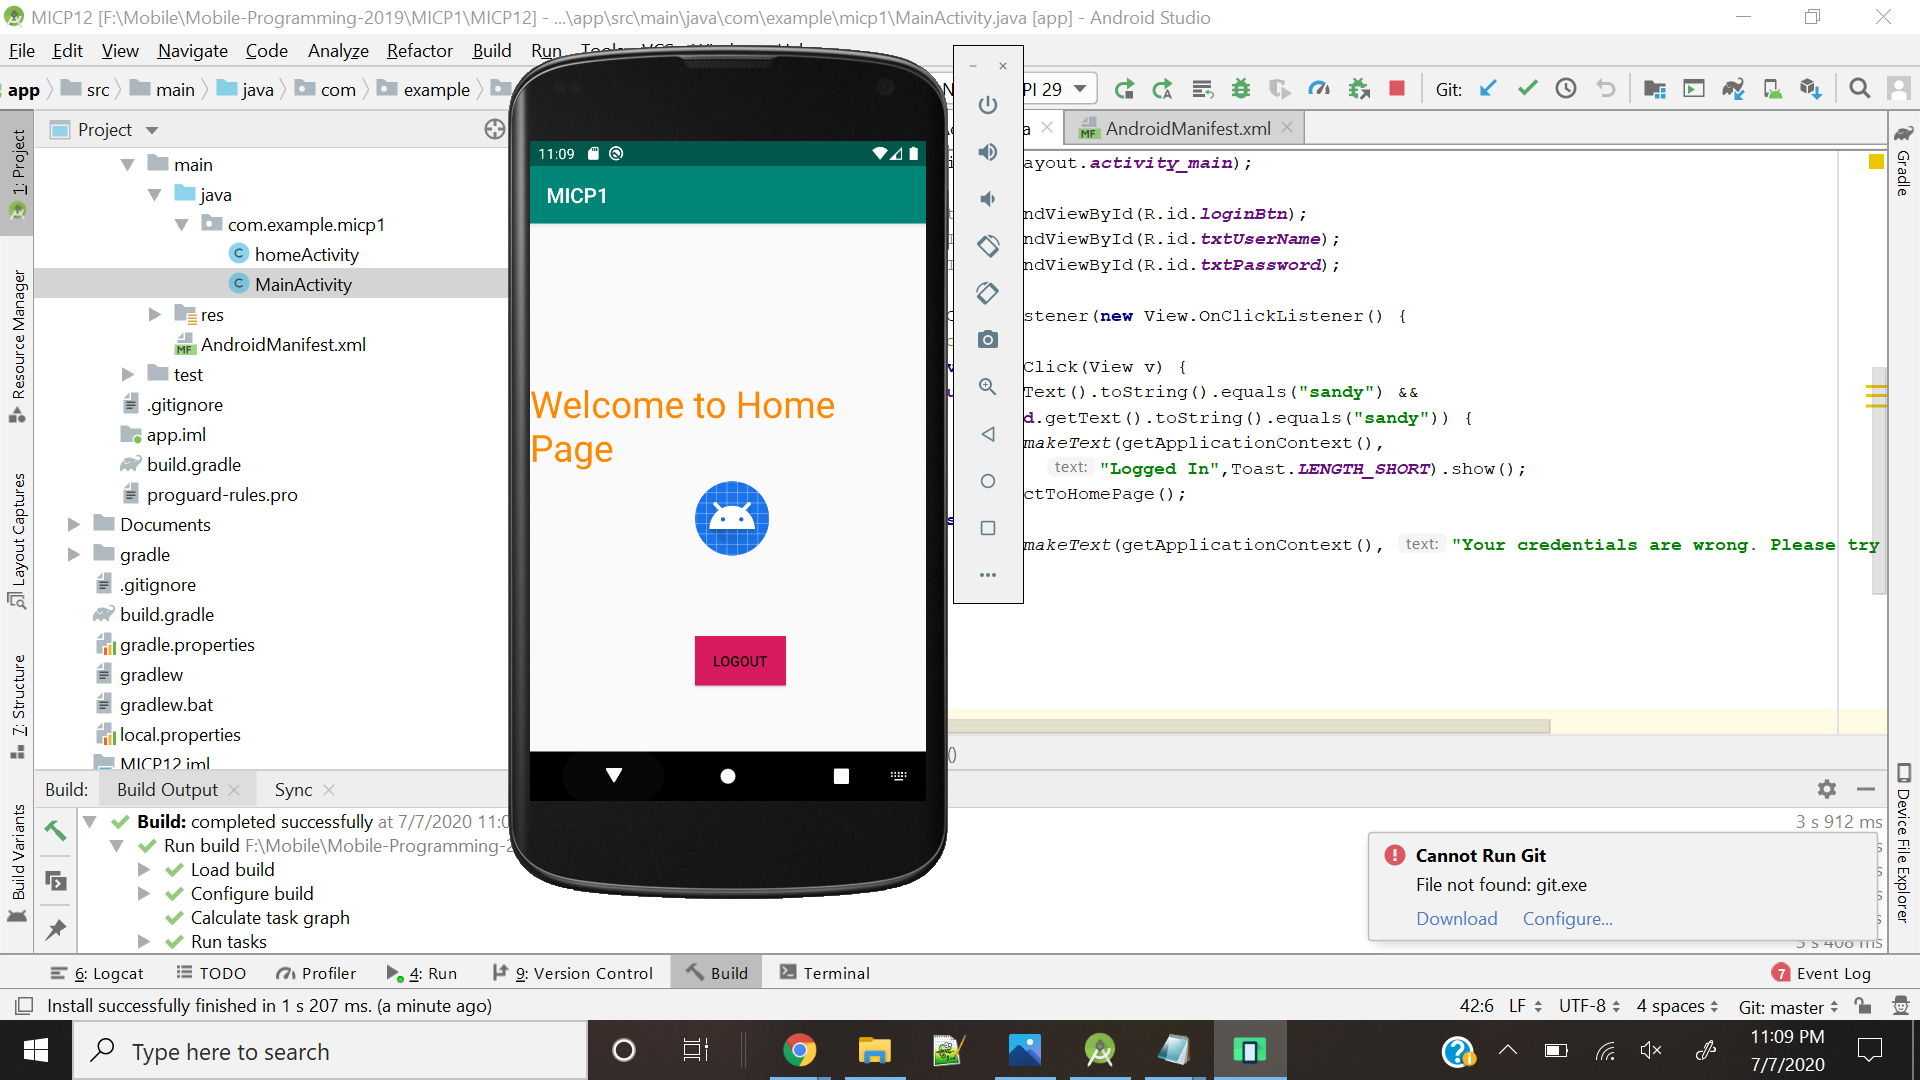 MICP12 [F:\Mobile\Mobile-Programming-2019\MICP1\MICP12] - ...\app\src\main\java\com\example\micp1\MainActivity.java [app] - Android Studio
File Edit View Navigate Code Analyze Refactor Build Run
app src main java com example PI 29 Git:
1: Project
Resource Manager
Layout Captures
7: Structure
Build Variants
Project
main
java
com.example.micp1
homeActivity
MainActivity
res
AndroidManifest.xml
test
.gitignore
app.iml
build.gradle
proguard-rules.pro
Documents
gradle
.gitignore
build.gradle
gradle.properties
gradlew
gradlew.bat
local.properties
MICP12.iml
11:09
MICP1
Welcome to Home
Page
LOGOUT
a AndroidManifest.xml
ayout.activity_main);
ndViewById(R.id.loginBtn);
ndViewById(R.id.txtUserName);
ndViewById(R.id.txtPassword);
stener(new View.OnClickListener() {
Click(View v) {
Text().toString().equals("sandy") &&
d.getText().toString().equals("sandy")) {
makeText(getApplicationContext(),
text: "Logged In",Toast.LENGTH_SHORT).show();
ctToHomePage();
makeText(getApplicationContext(), text: "Your credentials are wrong. Please try
()
Gradle
Device File Explorer
Build: Build Output Sync
Build: completed successfully at 7/7/2020 11:0
3 s 912 ms
Run build F:\Mobile\Mobile-Programming-2
Load build
Configure build
Calculate task graph
Run tasks
3 s 408 ms
Cannot Run Git
File not found: git.exe
Download Configure...
6: Logcat TODO Profiler 4: Run 9: Version Control Build Terminal
7 Event Log
Install successfully finished in 1 s 207 ms. (a minute ago)
42:6 LF UTF-8 4 spaces Git: master
Type here to search
11:09 PM
7/7/2020